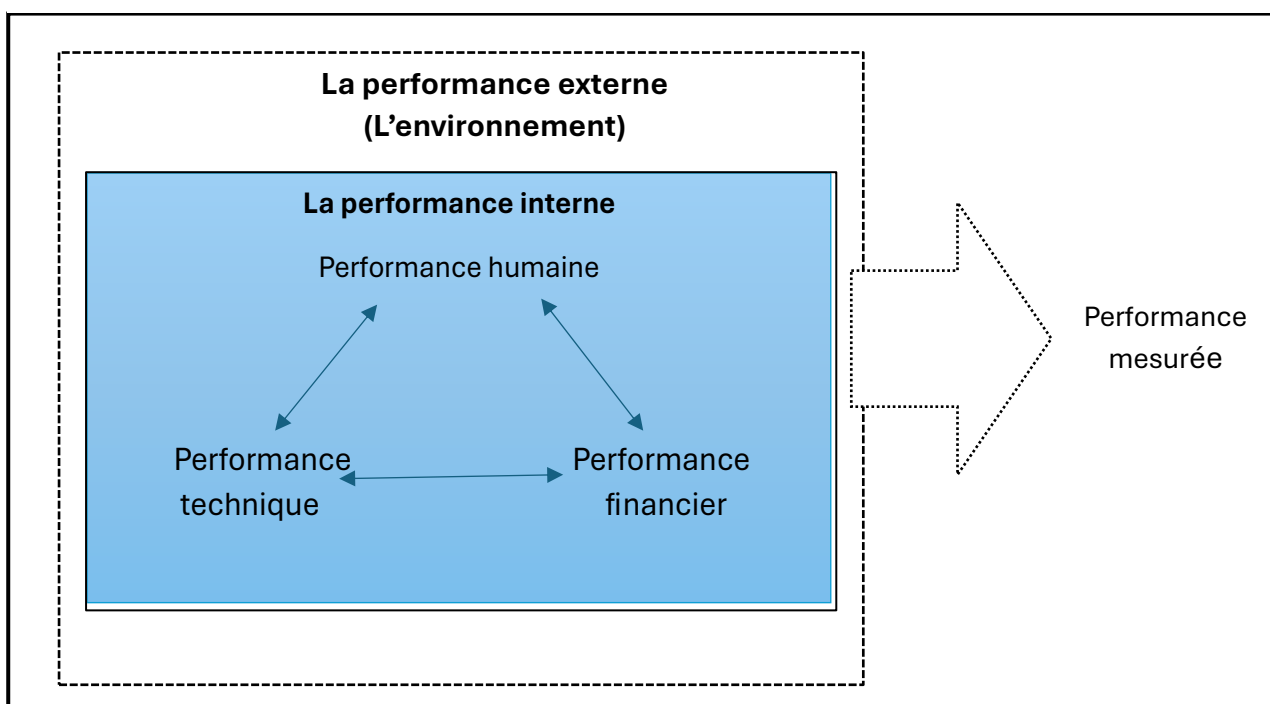 La performance externe
(L’environnement)
La performance interne
Performance humaine
Performance
technique
Performance
financier
Performance
mesurée